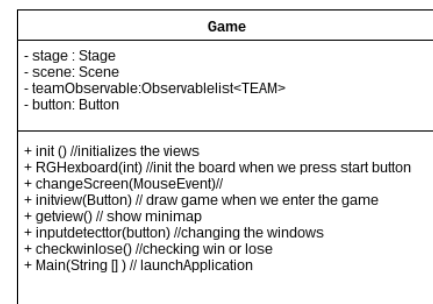 Game
- stage : Stage
- scene: Scene
- teamObservable:Observablelist<TEAM>
- button: Button
+ init () //initializes the views
+ RGHexboard(int) //init the board when we press start button
+ changeScreen(MouseEvent)//
+ initview(Button) // draw game when we enter the game
+ getview() // show minimap
+ inputdetecttor(button) //changing the windows
+ checkwinlose() //checking win or lose
+ Main(String [] ) // launchApplication